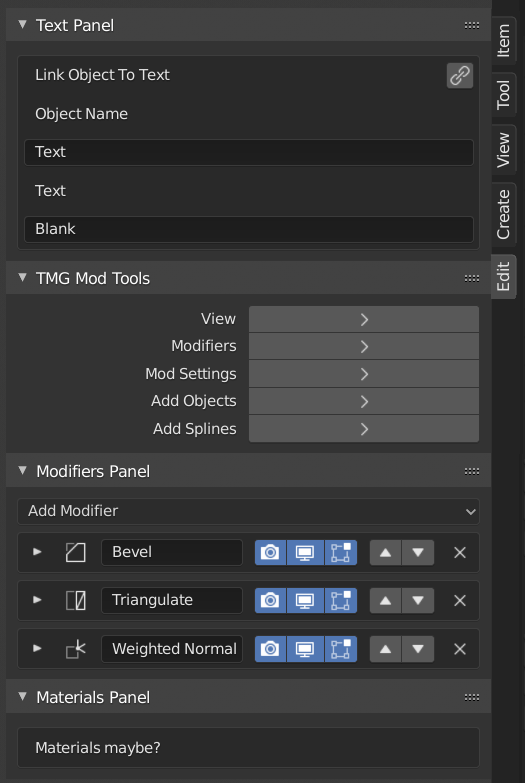 Text Panel
Link Object To Text
Object Name
Text
Text
Blank
TMG Mod Tools
View
Modifiers
Mod Settings
Add Objects
Add Splines
Modifiers Panel
Add Modifier
Bevel
Triangulate
Weighted Normal
Materials Panel
Materials maybe?
Item
Tool
View
Create
Edit